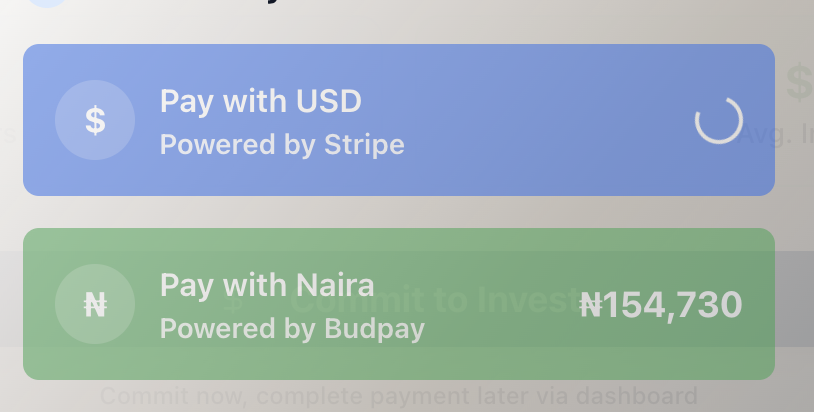 $
Pay with USD
Powered by Stripe
$
Avg.
₦
Pay with Naira
Commit to Invest
₦154,730
Powered by Budpay
Commit now, complete payment later via dashboard